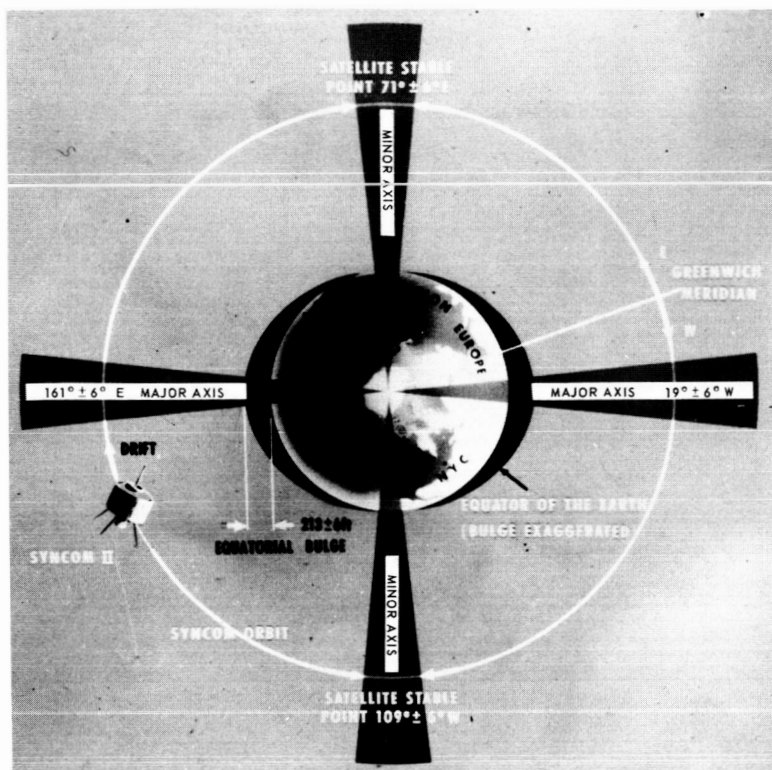 SATELLITE STABLE
POINT 71° ± 6° E
MINOR AXIS
E
GREENWICH
MERIDIAN
W
EUROPE
161° ± 6° E MAJOR AXIS
MAJOR AXIS 19° ± 6° W
DRIFT
NYC
EQUATOR OF THE EARTH
(BULGE EXAGGERATED)
213±6ft
EQUATORIAL BULGE
SYNCOM II
MINOR AXIS
SYNCOM ORBIT
SATELLITE STABLE
POINT 109° ± 6° W